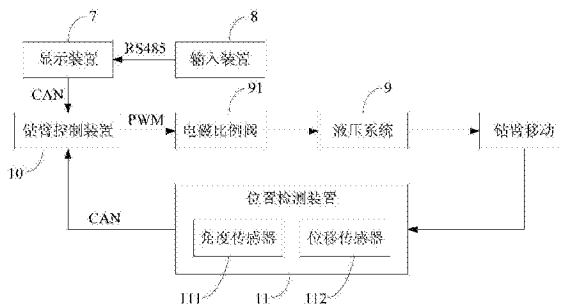 7
8
显示装置
RS485
输入装置
CAN
91
9
钻臂控制装置
PWM
电磁比例阀
液压系统
钻臂移动
10
位置检测装置
CAN
角度传感器
位移传感器
111
11
112